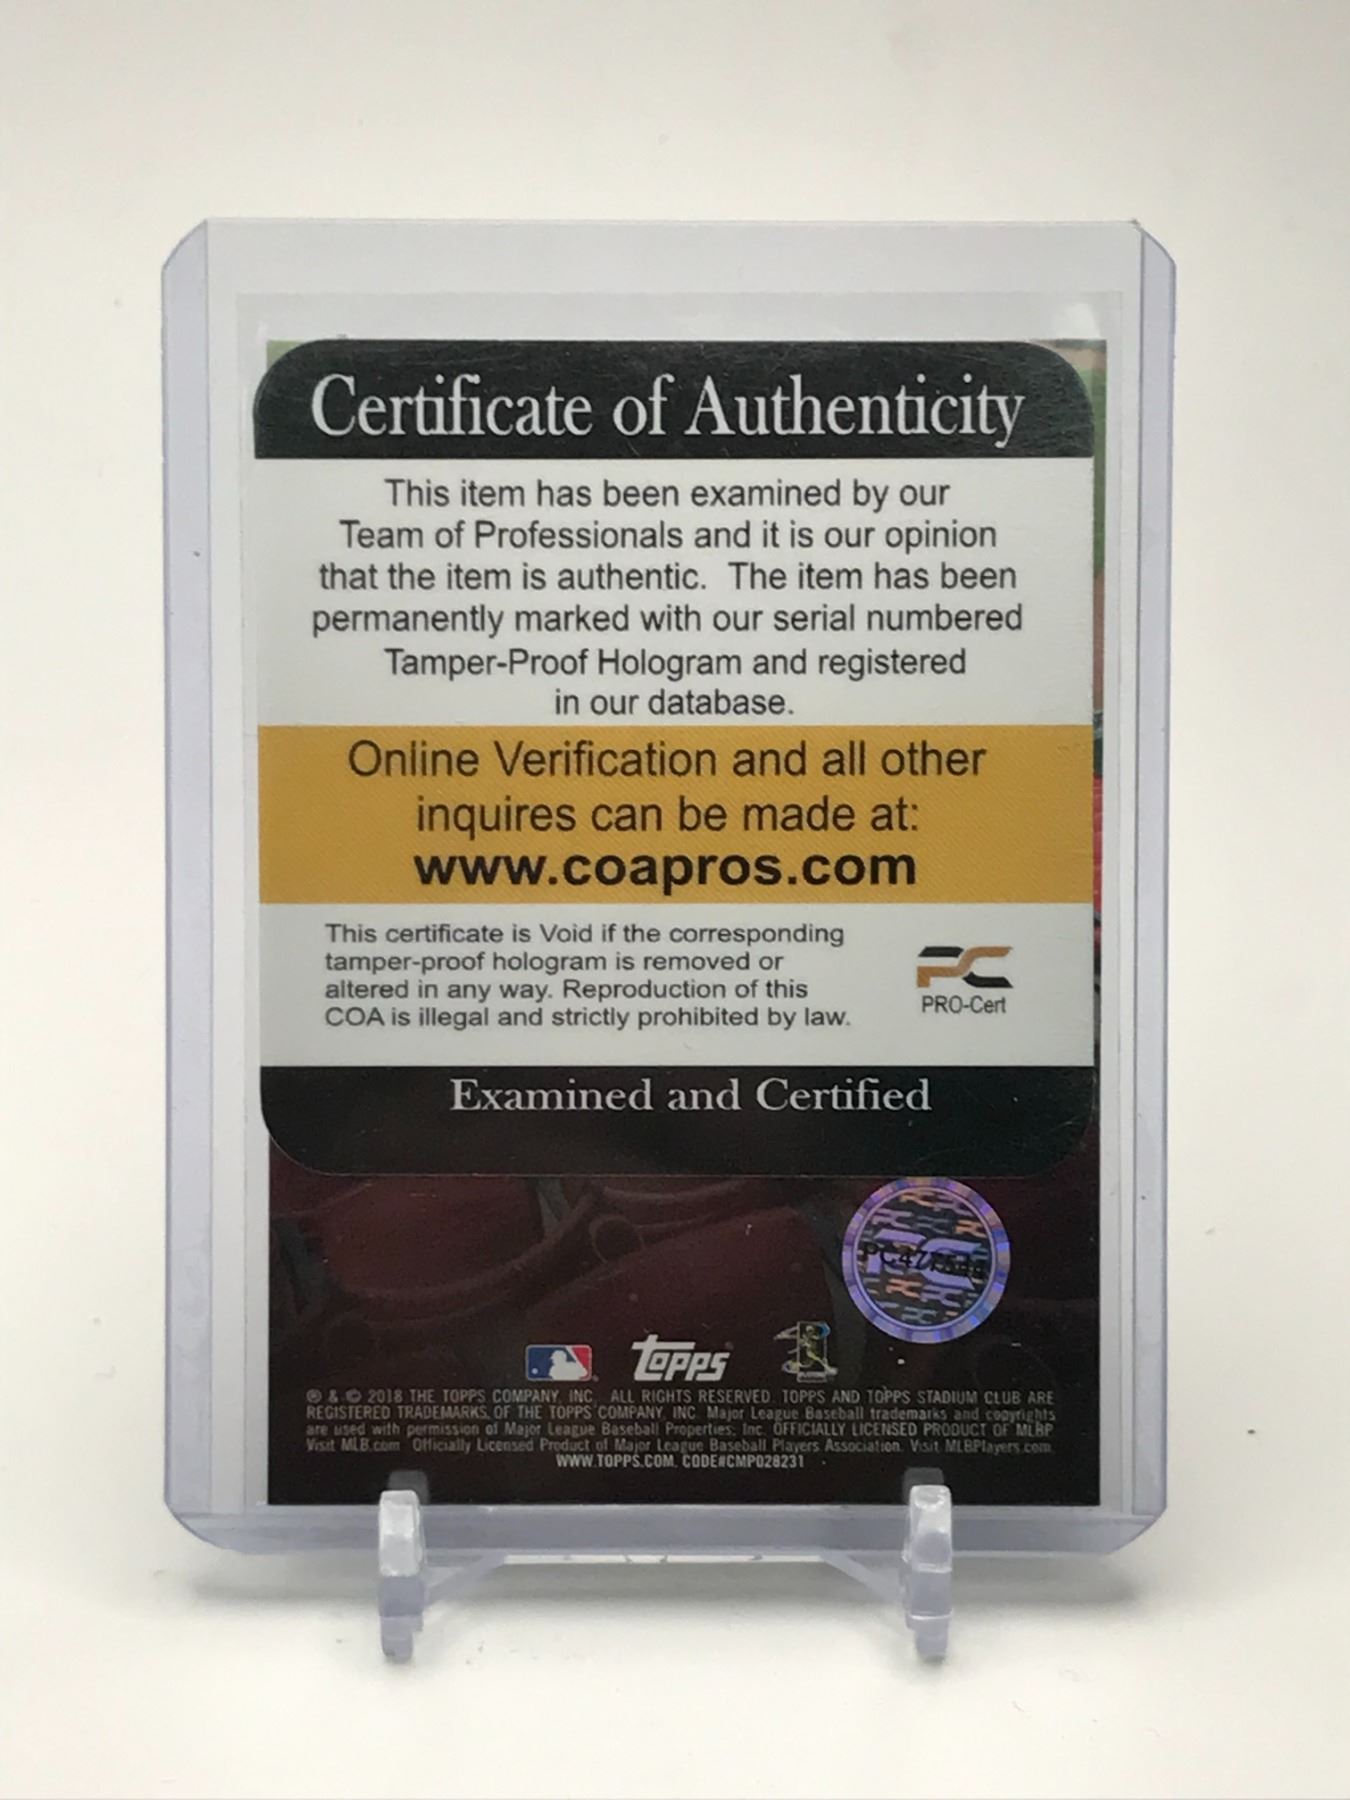 Certificate of Authenticity
This item has been examined by our
Team of Professionals and it is our opinion
that the item is authentic. The item has been
permanently marked with our serial numbered
Tamper-Proof Hologram and registered
in our database.
Online Verification and all other
inquires can be made at:
www.coapros.com
This certificate is Void if the corresponding
tamper-proof hologram is removed or
altered in any way. Reproduction of this
COA is illegal and strictly prohibited by law.
PC
PRO-Cert
Examined and Certified
PC
topps
® & © 2018 THE TOPPS COMPANY, INC. ALL RIGHTS RESERVED. TOPPS AND TOPPS STADIUM CLUB ARE
REGISTERED TRADEMARKS OF THE TOPPS COMPANY, INC. Major League Baseball trademarks and copyrights
are used with permission of Major League Baseball Properties, Inc. OFFICIALLY LICENSED PRODUCT OF MLBP
Visit MLB.com Officially Licensed Product of Major League Baseball Players Association. Visit MLBPlayers.com
WWW.TOPPS.COM. CODE#CMP028231